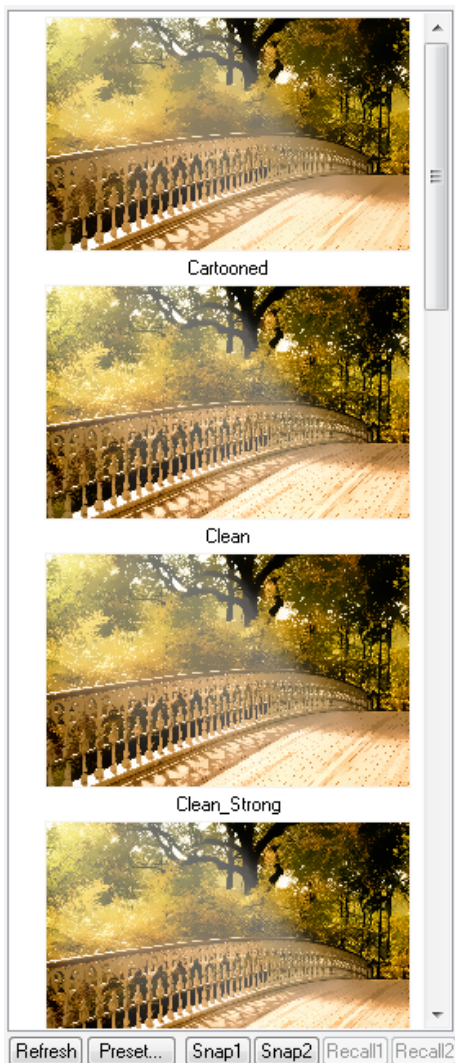 Cartooned
Clean
Clean_Strong
Refresh Preset... Snap1 Snap2 Recall1 Recall2